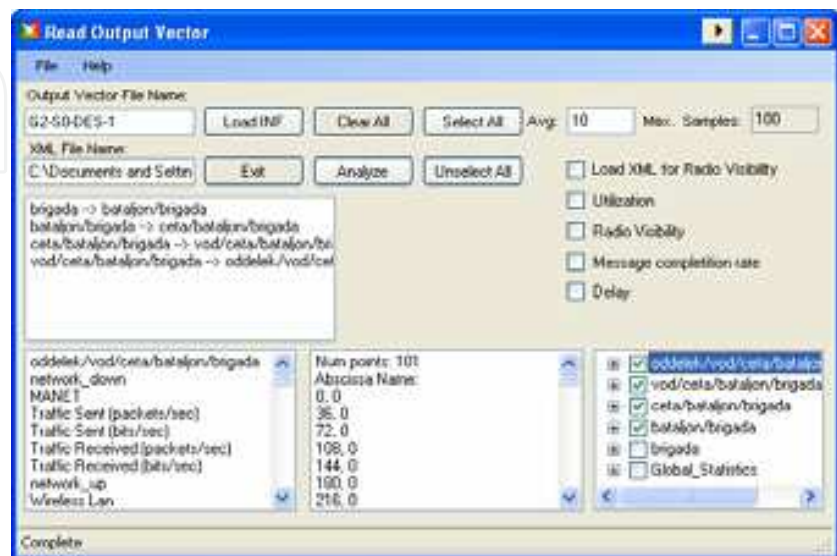 Read Output Vector
File Help
Output Vector File Name:
G2-S0-DES-1
Load INF
Clear All
Select All
Avg: 10
Max. Samples: 100
XML File Name:
C:\Documents and Settin
Exit
Analyze
Unselect All
Load XML for Radio Visibility
Utilization
Radio Visibility
Message completition rate
Delay
brigada -> bataljon/brigada
bataljon/brigada -> ceta/bataljon/brigada
ceta/bataljon/brigada -> vod/ceta/bataljon/bri
vod/ceta/bataljon/brigada -> oddelek/vod/cet
oddelek/vod/ceta/bataljon/brigada
network_down
MANET
Traffic Sent (packets/sec)
Traffic Sent (bits/sec)
Traffic Received (packets/sec)
Traffic Received (bits/sec)
network_up
Wireless Lan
Num points: 101
Abscissa Name:
0, 0
36, 0
72, 0
108, 0
144, 0
180, 0
216, 0
oddelek/vod/ceta/bataljon
vod/ceta/bataljon/brigada
ceta/bataljon/brigada
bataljon/brigada
brigada
Global_Statistics
Complete